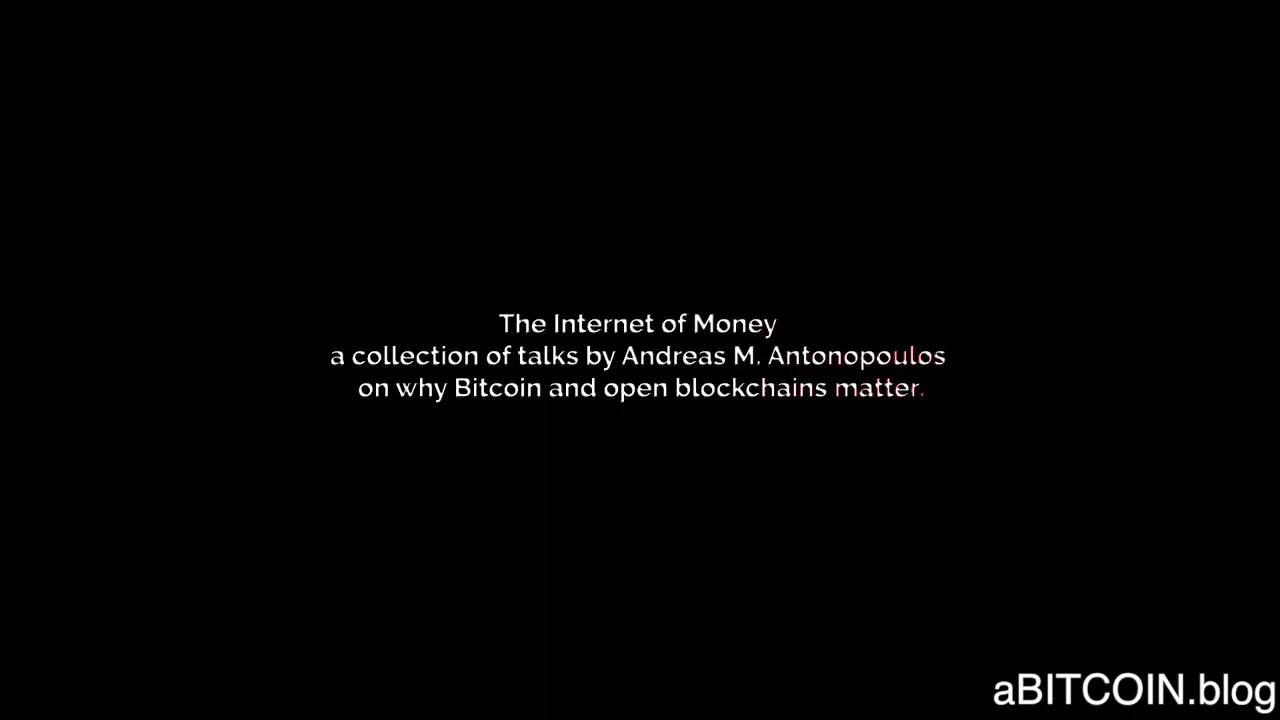 The Internet of Money
a collection of talks by Andreas M. Antonopoulos
on why Bitcoin and open blockchains matter.
aBITCOIN.blog